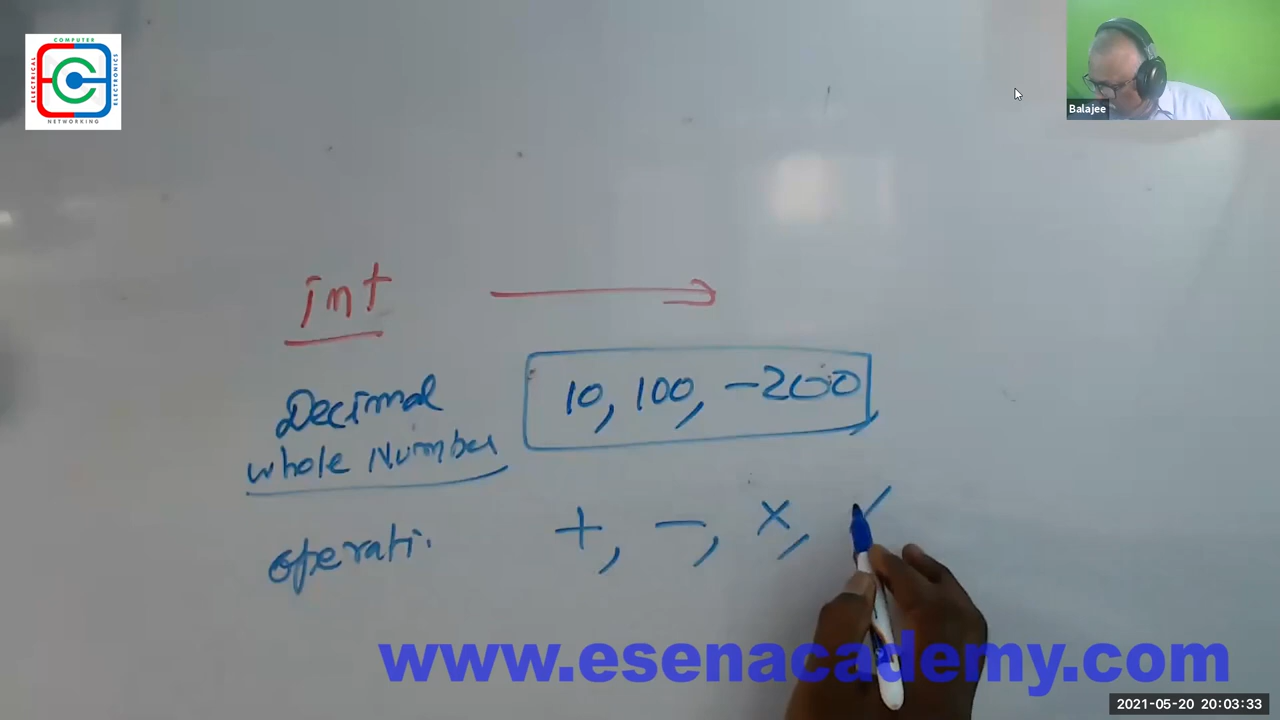 COMPUTER
ELECTRICAL
ELECTRONICS
NETWORKING
Balajee
int
Decimal
Whole Number
10, 100, -200
operati.
+, -, ×, /
www.esenacademy.com
2021-05-20 20:03:33